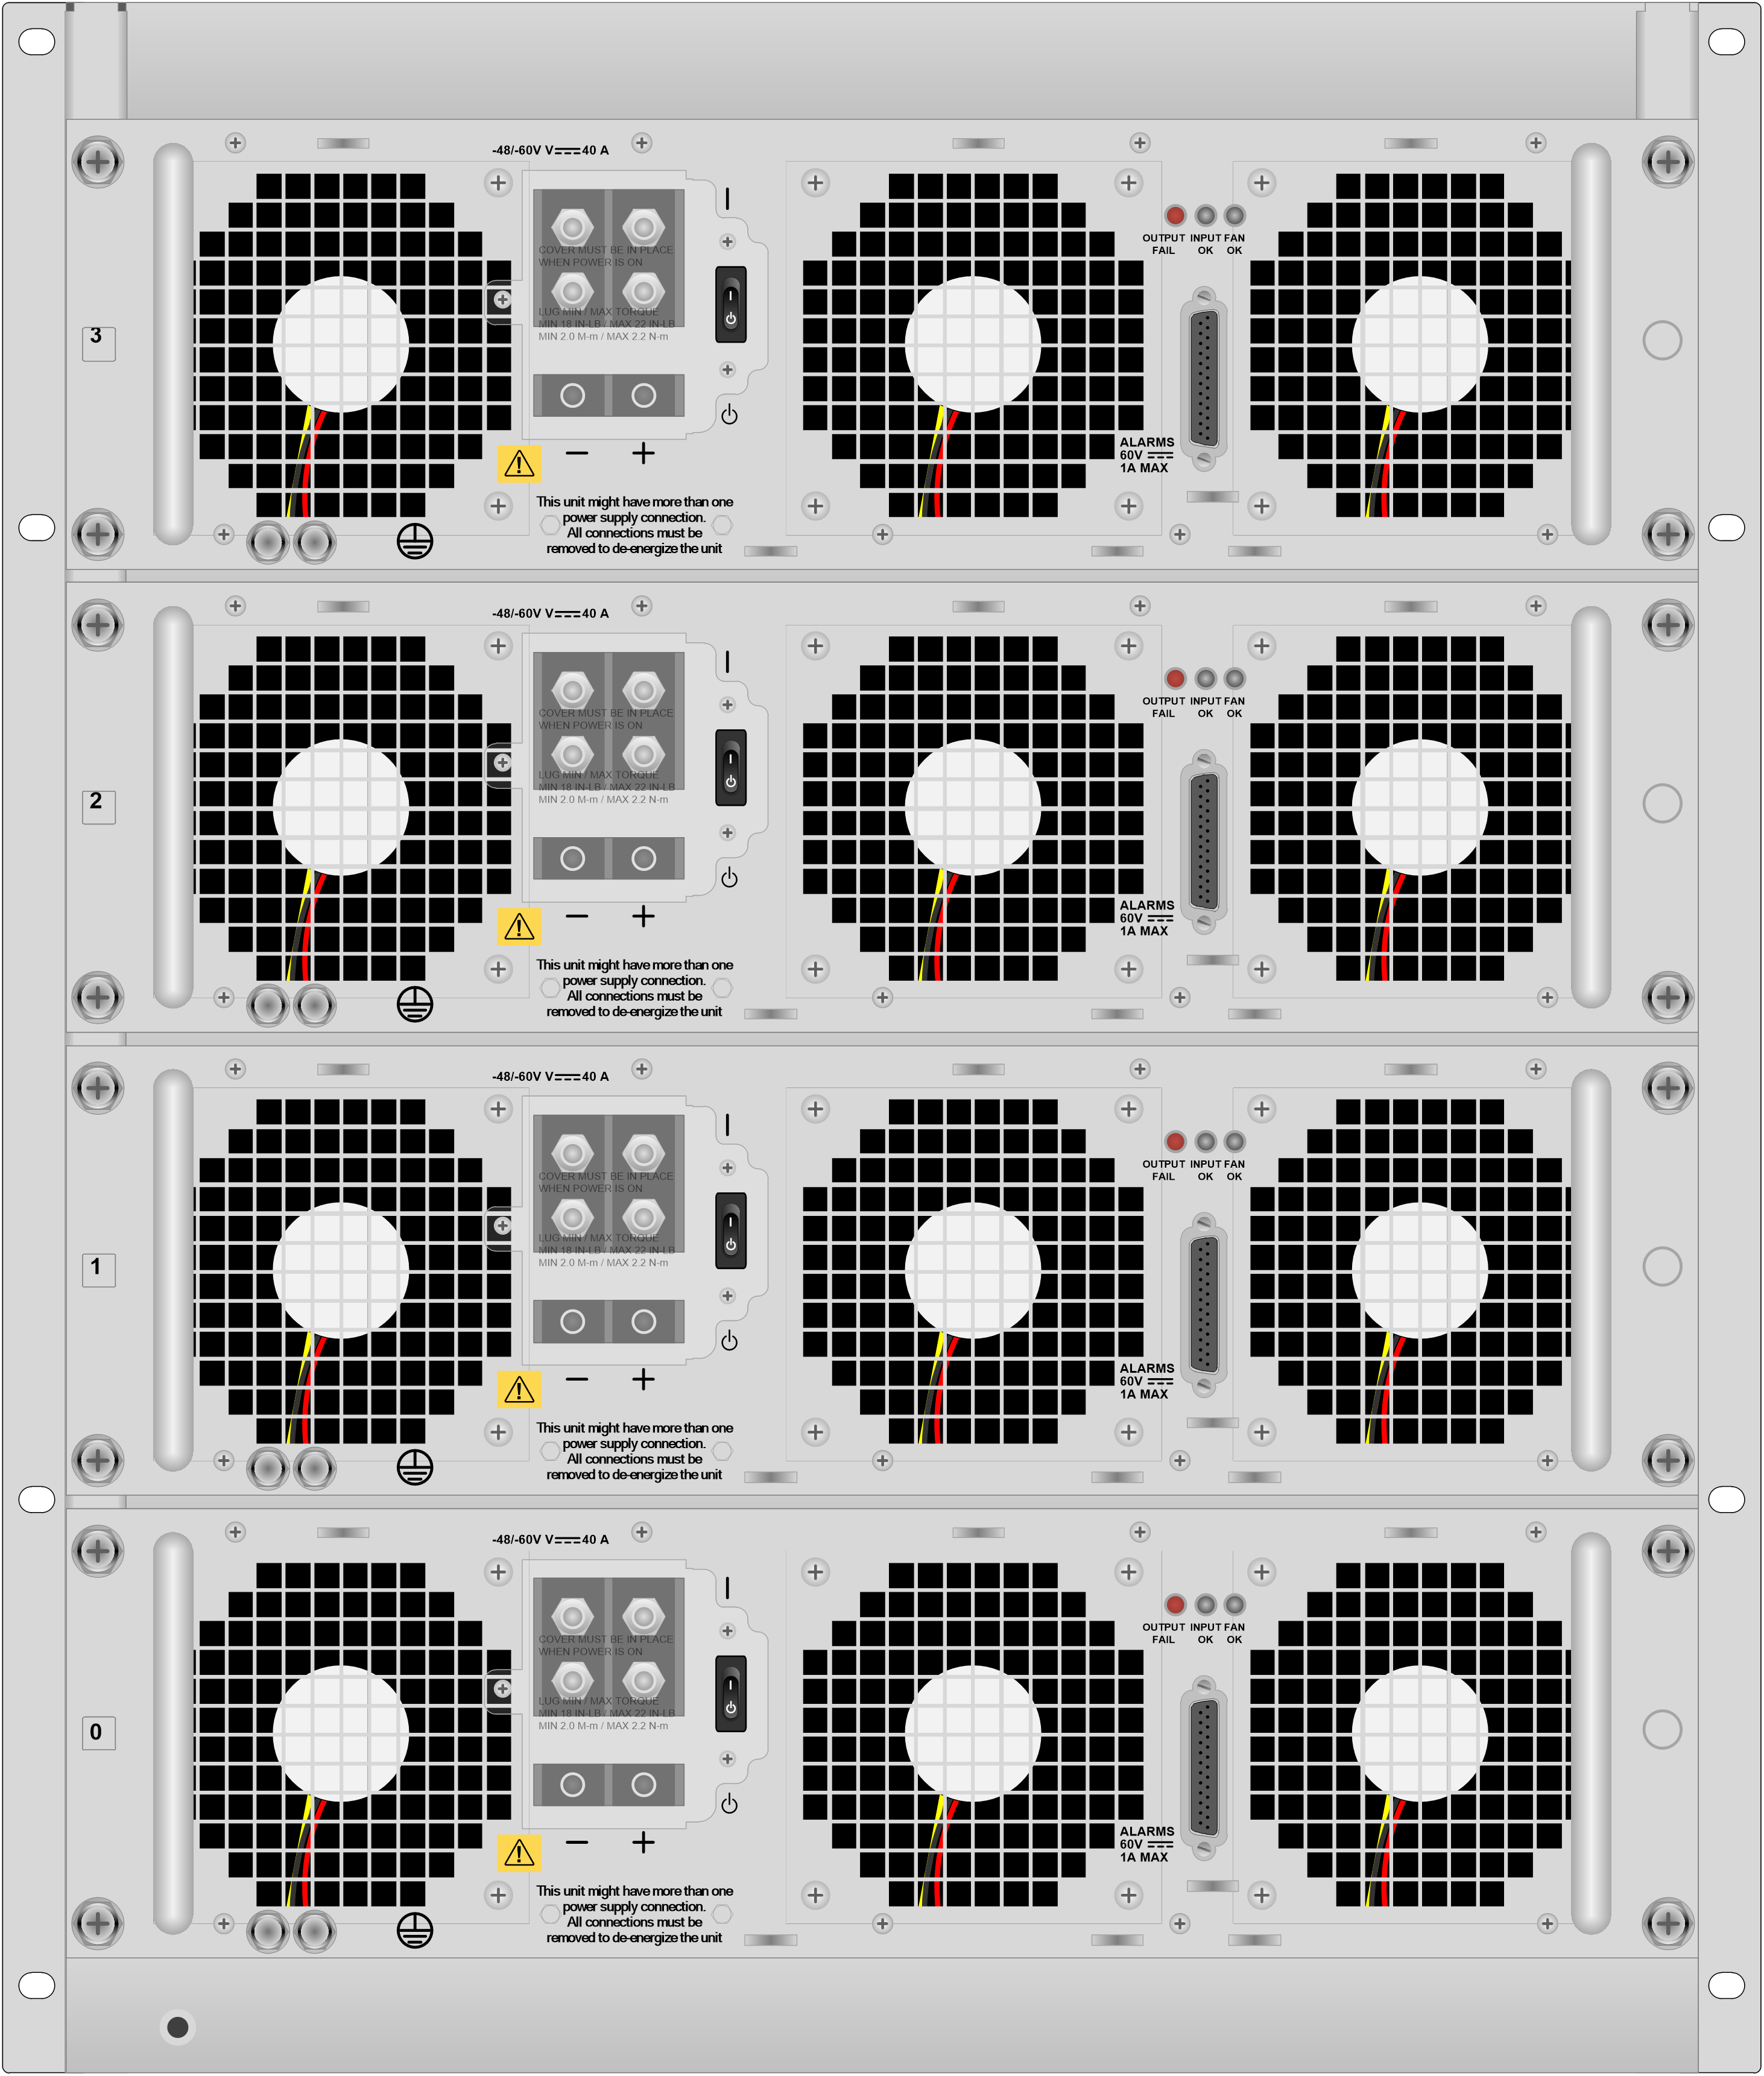 -48/-60V V 40 A
OUTPUT INPUT FAN
FAIL OK OK
COVER MUST BE IN PLACE
WHEN POWER IS ON
LUG MIN / MAX TORQUE
MIN 18 IN-LB / MAX 22 IN-LB
3
MIN 2.0 M-m / MAX 2.2 N-m
ALARMS
60V
1A MAX
This unit might have more than one
power supply connection.
All connections must be
removed to de-energize the unit
-48/-60V V 40 A
OUTPUT INPUT FAN
FAIL OK OK
COVER MUST BE IN PLACE
WHEN POWER IS ON
LUG MIN / MAX TORQUE
MIN 18 IN-LB / MAX 22 IN-LB
2
MIN 2.0 M-m / MAX 2.2 N-m
ALARMS
60V
1A MAX
This unit might have more than one
power supply connection.
All connections must be
removed to de-energize the unit
-48/-60V V 40 A
OUTPUT INPUT FAN
FAIL OK OK
COVER MUST BE IN PLACE
WHEN POWER IS ON
LUG MIN / MAX TORQUE
MIN 18 IN-LB / MAX 22 IN-LB
1
MIN 2.0 M-m / MAX 2.2 N-m
ALARMS
60V
1A MAX
This unit might have more than one
power supply connection.
All connections must be
removed to de-energize the unit
-48/-60V V 40 A
OUTPUT INPUT FAN
FAIL OK OK
COVER MUST BE IN PLACE
WHEN POWER IS ON
LUG MIN / MAX TORQUE
MIN 18 IN-LB / MAX 22 IN-LB
0
MIN 2.0 M-m / MAX 2.2 N-m
ALARMS
60V
1A MAX
This unit might have more than one
power supply connection.
All connections must be
removed to de-energize the unit